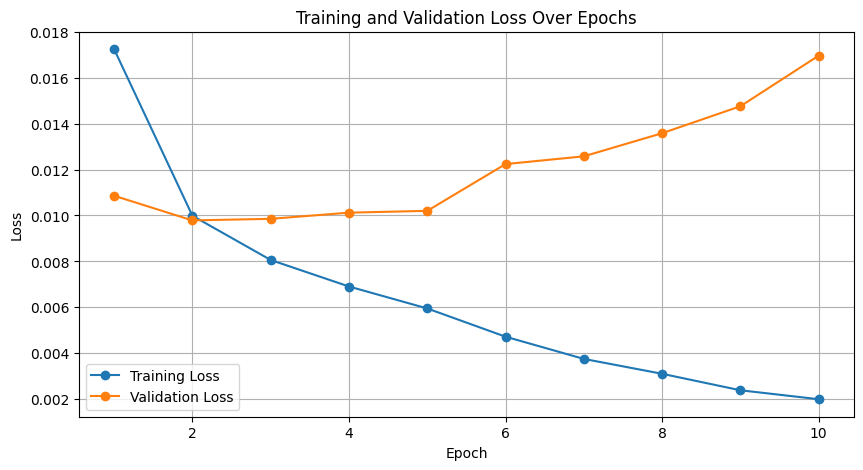 Training and Validation Loss Over Epochs
0.018
0.016
0.014
0.012
0.010
0.008
0.006
0.004
0.002
Loss
Training Loss
Validation Loss
2 4 6 8 10
Epoch